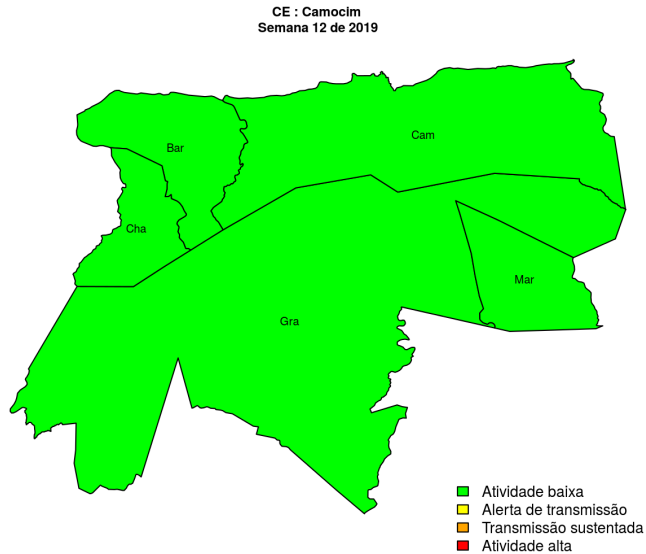 CE : Camocim
Semana 12 de 2019
Bar
Cam
Cha
Mar
Gra
Atividade baixa
Alerta de transmissão
Transmissão sustentada
Atividade alta